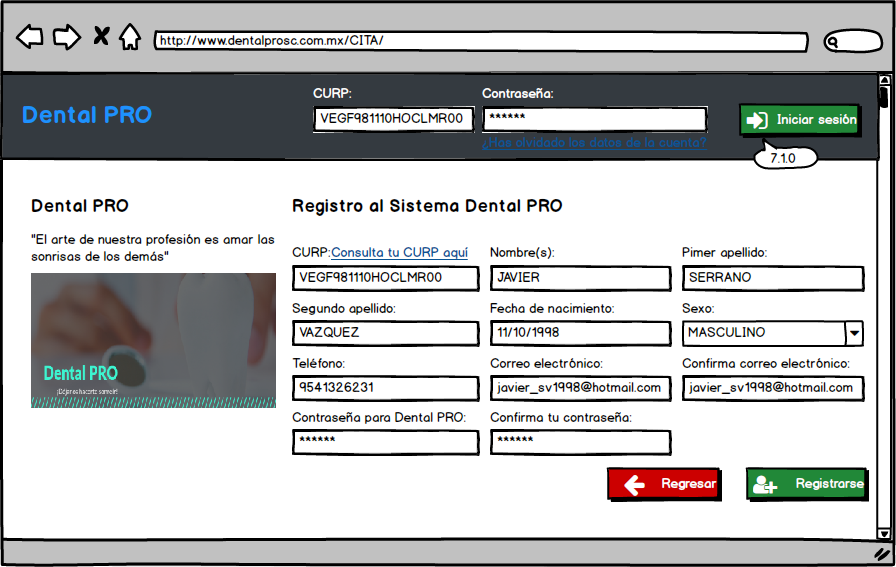 http://www.dentalprosc.com.mx/CITA/
Dental PRO
CURP:
Contraseña:
VEGF981110HOCLMR00
******
Iniciar sesión
¿Has olvidado los datos de la cuenta?
7.1.0
Dental PRO
"El arte de nuestra profesión es amar las
sonrisas de los demás"
Dental PRO
Registro al Sistema Dental PRO
CURP:Consulta tu CURP aquí
Nombre(s):
Pimer apellido:
VEGF981110HOCLMR00
JAVIER
SERRANO
Segundo apellido:
Fecha de nacimiento:
Sexo:
VAZQUEZ
11/10/1998
MASCULINO
Teléfono:
Correo electrónico:
Confirma correo electrónico:
9541326231
javier_sv1998@hotmail.com
javier_sv1998@hotmail.com
Contraseña para Dental PRO:
Confirma tu contraseña:
******
******
Regresar
Registrarse